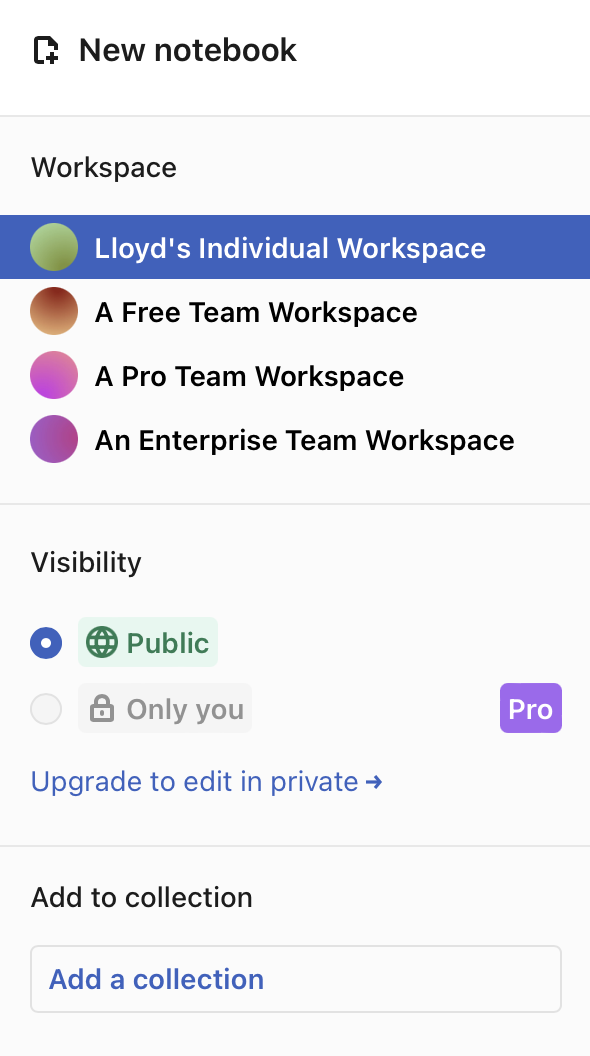 New notebook
Workspace
Lloyd's Individual Workspace
A Free Team Workspace
A Pro Team Workspace
An Enterprise Team Workspace
Visibility
Public
Only you Pro
Upgrade to edit in private →
Add to collection
Add a collection